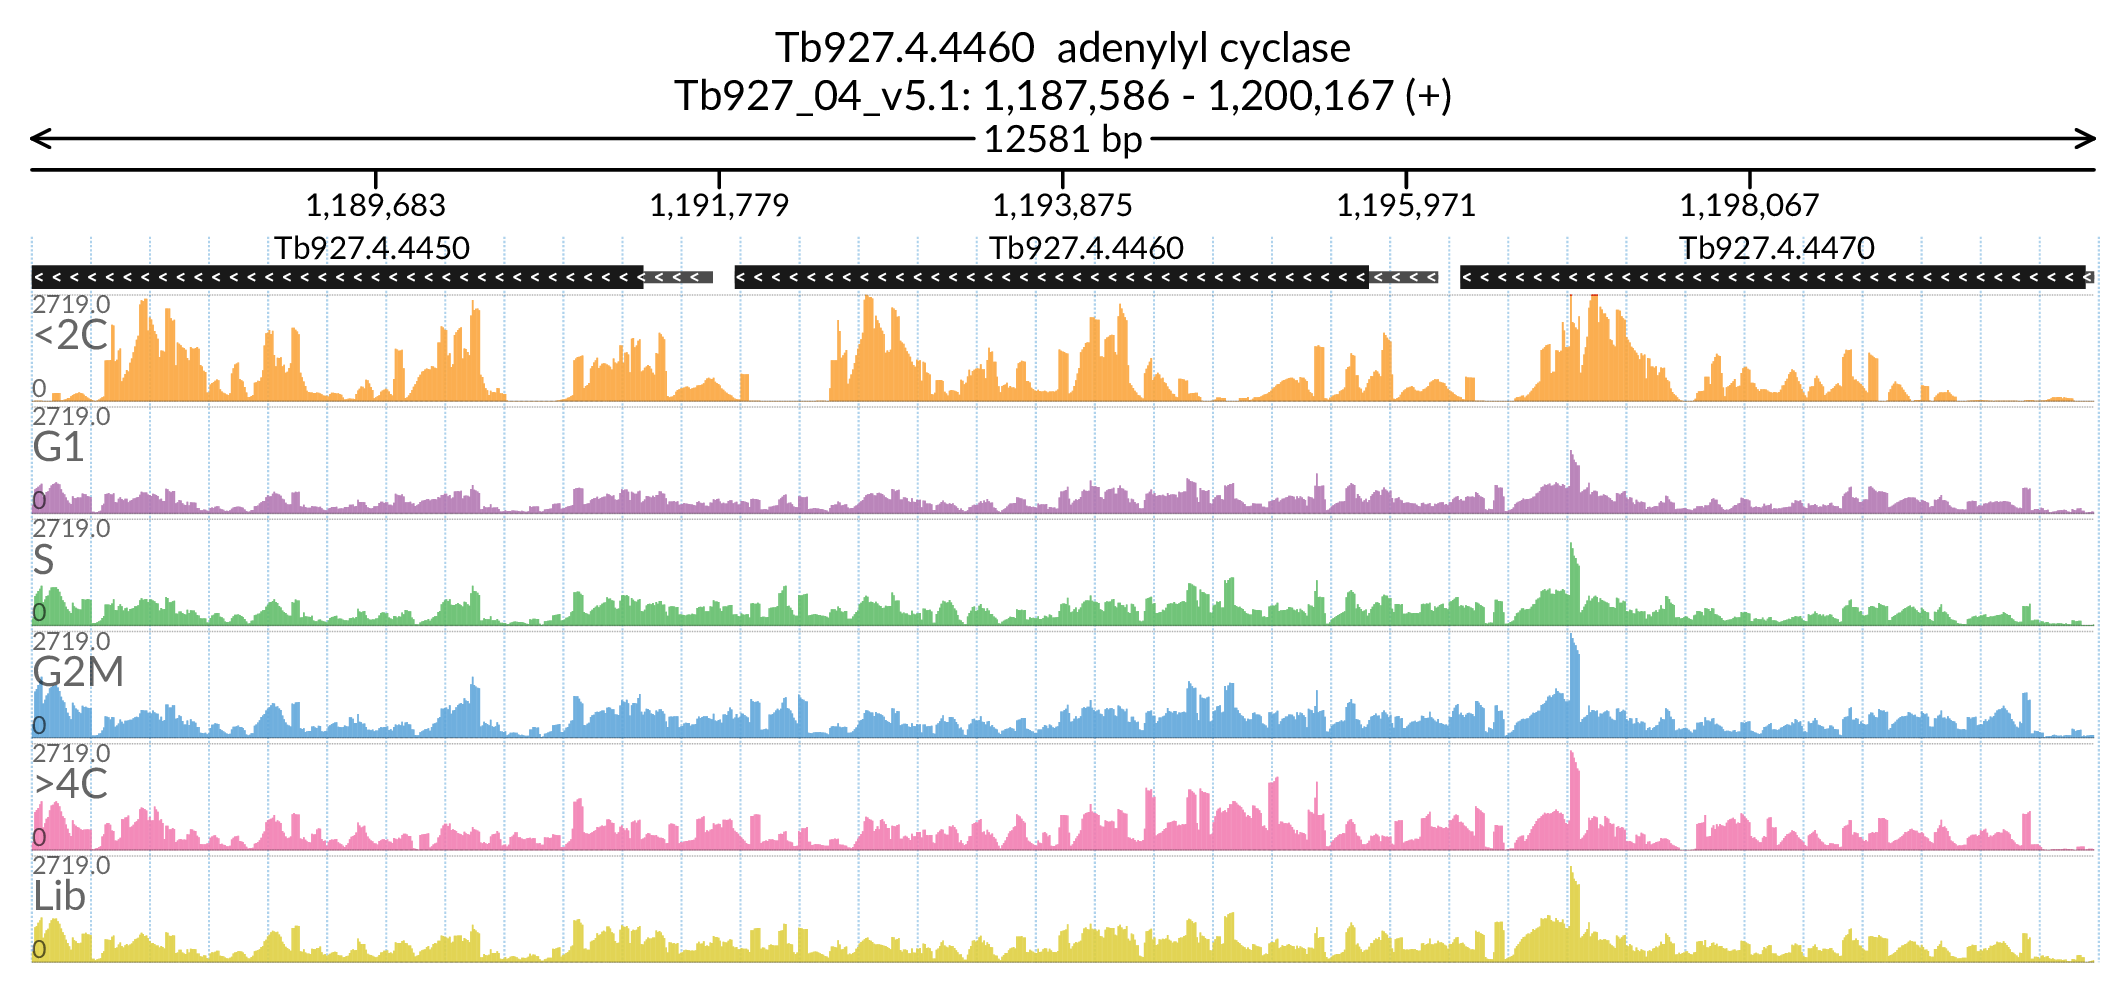 Tb927.4.4460 adenylyl cyclase
Tb927_04_v5.1: 1,187,586 - 1,200,167 (+)
12581 bp
1,189,683 1,191,779 1,193,875 1,195,971 1,198,067
Tb927.4.4450 Tb927.4.4460 Tb927.4.4470
2719.0
<2C
0
2719.0
G1
0
2719.0
S
0
2719.0
G2M
0
2719.0
>4C
0
2719.0
Lib
0